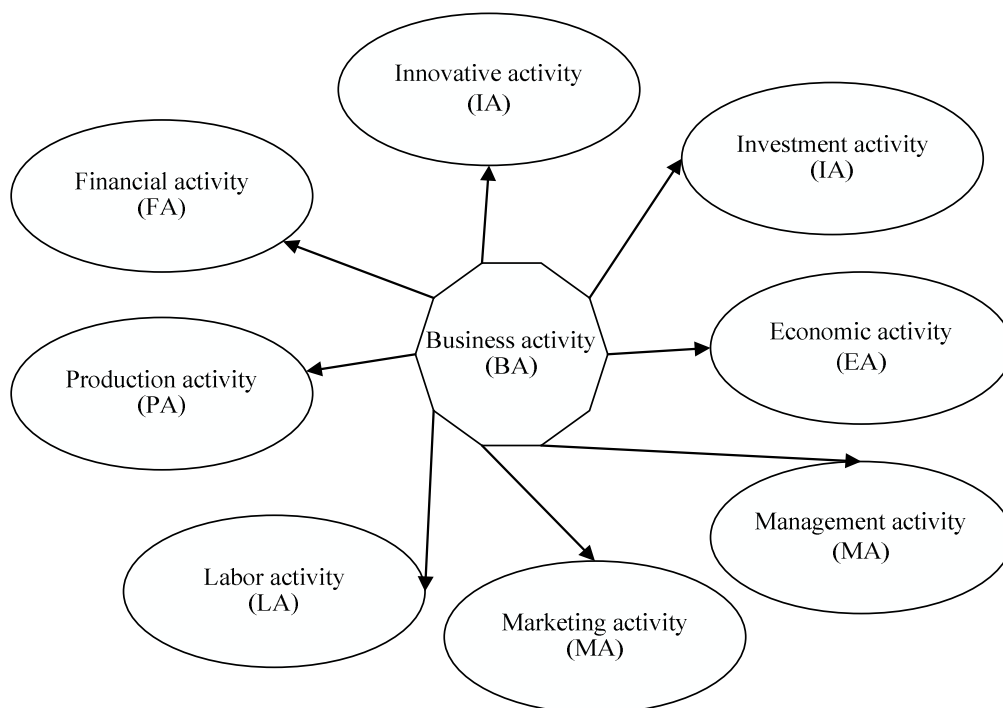 Innovative activity
(IA)
Investment activity
(IA)
Financial activity
(FA)
Business activity
(BA)
Economic activity
(EA)
Production activity
(PA)
Management activity
(MA)
Labor activity
(LA)
Marketing activity
(MA)